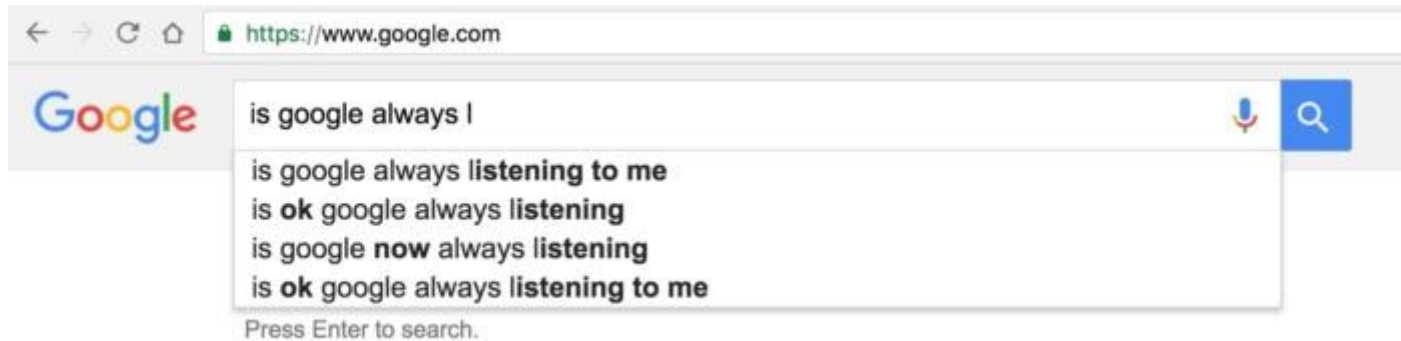 https://www.google.com
Google
is google always l
is google always listening to me
is ok google always listening
is google now always listening
is ok google always listening to me
Press Enter to search.